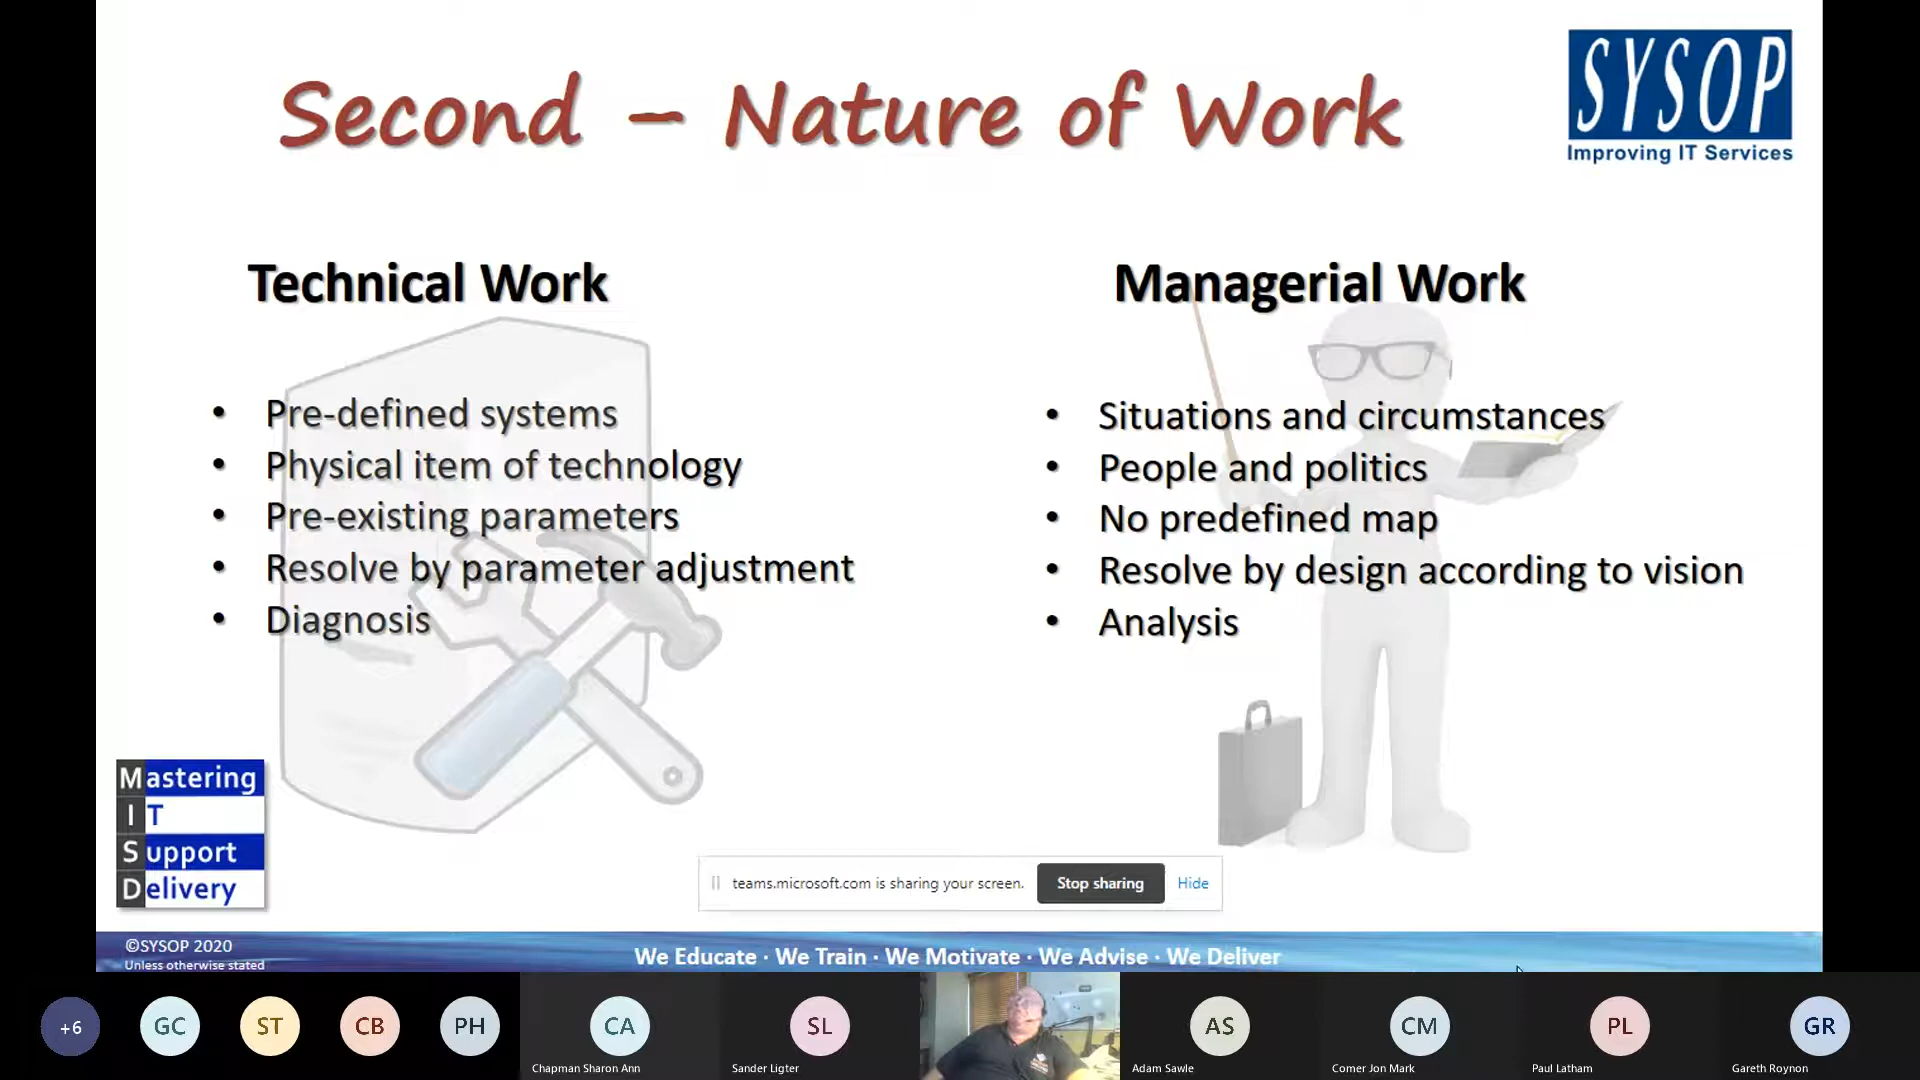 Second – Nature of Work
SYSOP
Improving IT Services
Technical Work
• Pre-defined systems
• Physical item of technology
• Pre-existing parameters
• Resolve by parameter adjustment
• Diagnosis
Managerial Work
• Situations and circumstances
• People and politics
• No predefined map
• Resolve by design according to vision
• Analysis
Mastering
IT
Support
Delivery
teams.microsoft.com is sharing your screen. Stop sharing Hide
©SYSOP 2020
Unless otherwise stated
We Educate · We Train · We Motivate · We Advise · We Deliver
+6 GC ST CB PH CA SL AS CM PL GR
Chapman Sharon Ann Sander Ligter Adam Sawle Comer Jon Mark Paul Latham Gareth Roynon